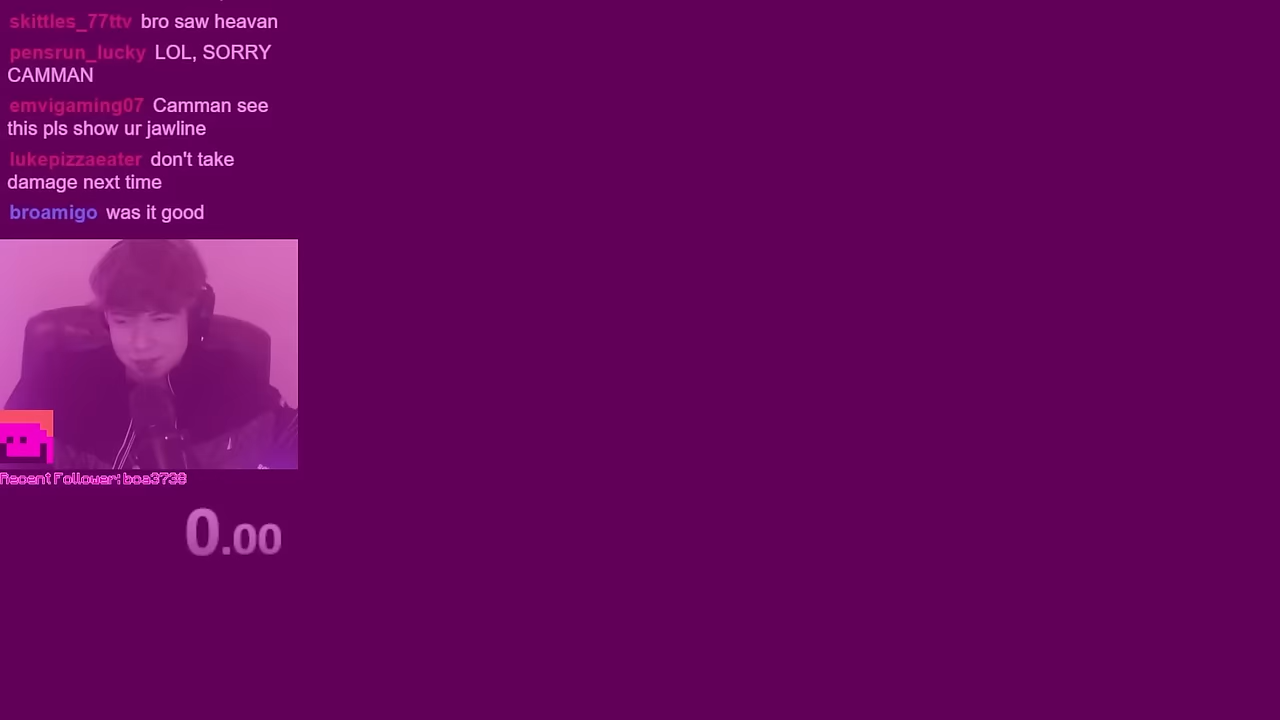 skittles_77ttv bro saw heavan
pensrun_lucky LOL, SORRY
CAMMAN
emvigaming07 Camman see
this pls show ur jawline
lukepizzaeater don't take
damage next time
broamigo was it good
Recent Follower: boa3730
0.00